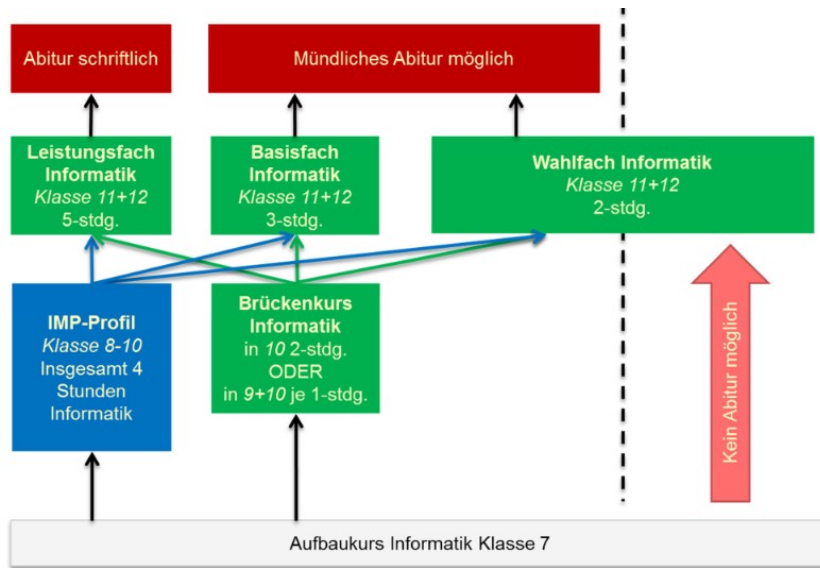 Abitur schriftlich
Mündliches Abitur möglich
Leistungsfach
Informatik
Klasse 11+12
5-stdg.
Basisfach
Informatik
Klasse 11+12
3-stdg.
Wahlfach Informatik
Klasse 11+12
2-stdg.
IMP-Profil
Klasse 8-10
Insgesamt 4
Stunden
Informatik
Brückenkurs
Informatik
in 10 2-stdg.
ODER
in 9+10 je 1-stdg.
Kein Abitur möglich
Aufbaukurs Informatik Klasse 7